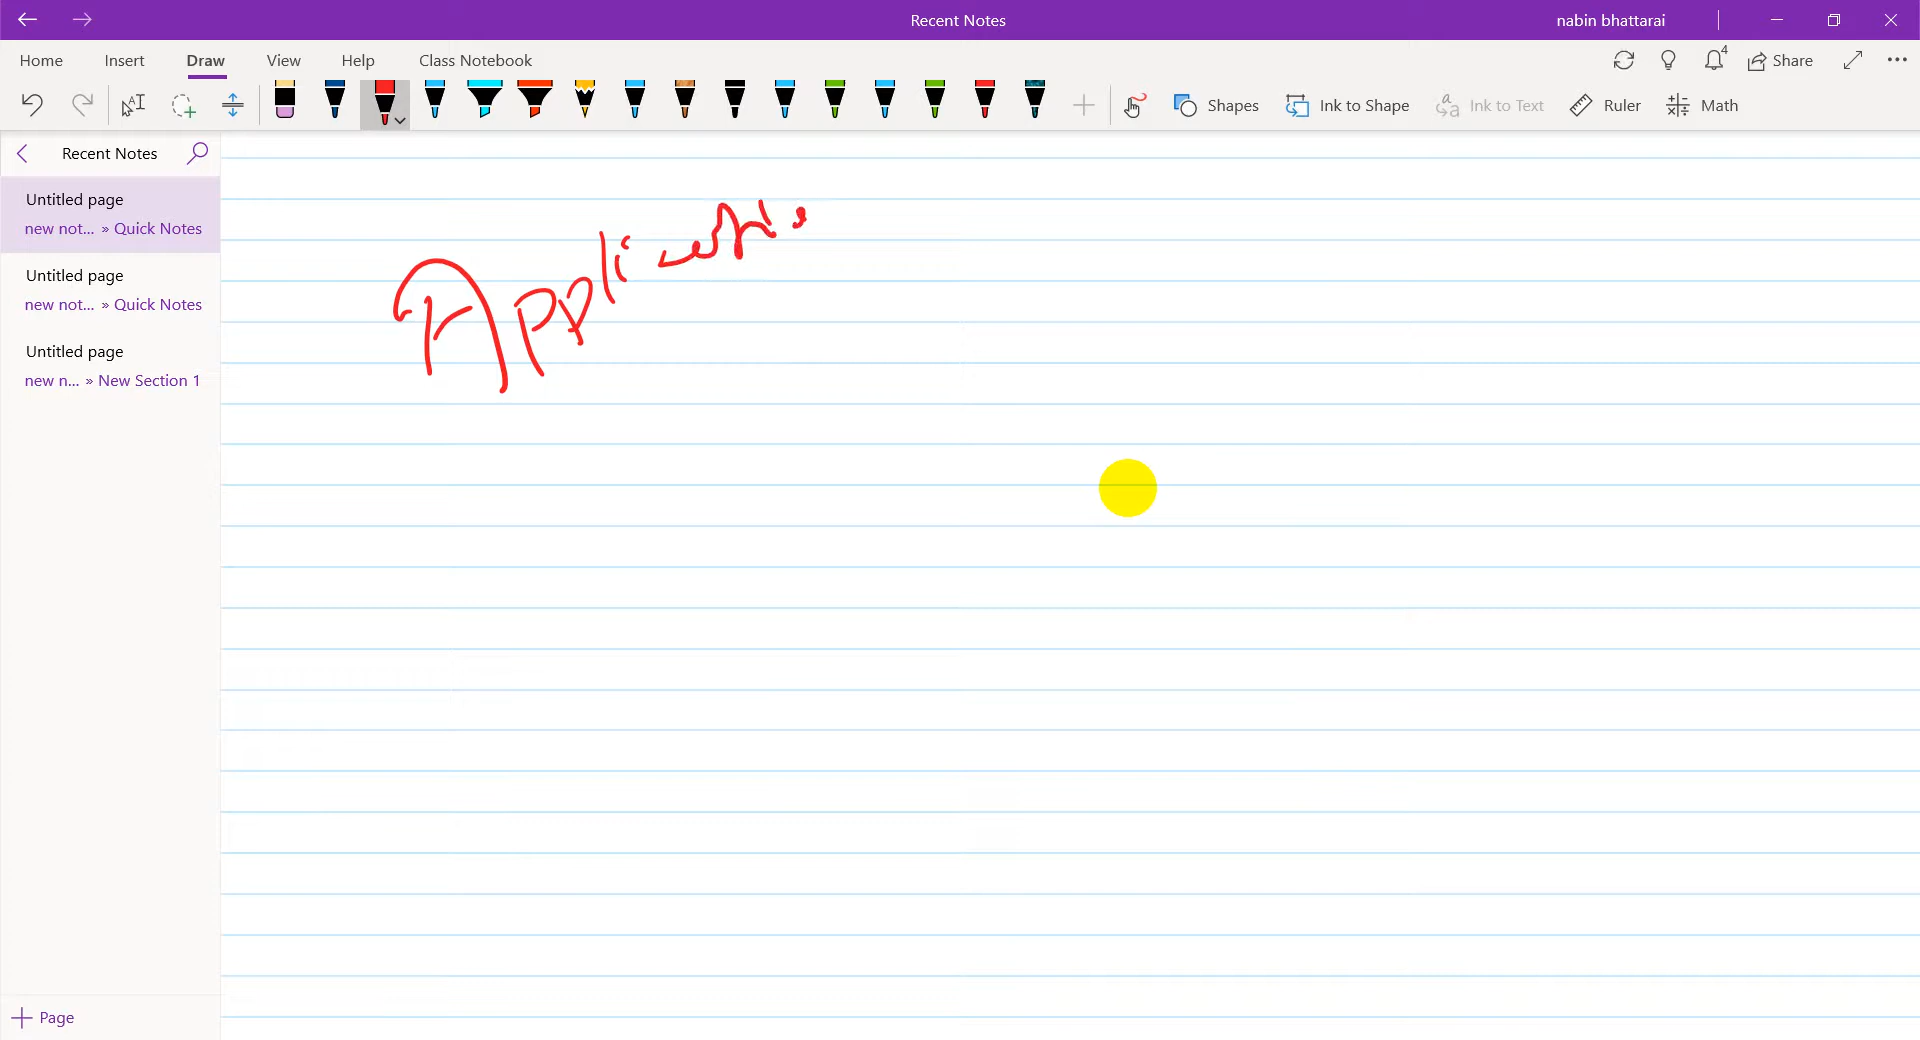 Recent Notes
nabin bhattarai
Home Insert Draw View Help Class Notebook
4
Share
Shapes
Ink to Shape
Ink to Text
Ruler
Math
Recent Notes
Untitled page
new not... » Quick Notes
Untitled page
new not... » Quick Notes
Untitled page
new n... » New Section 1
Page